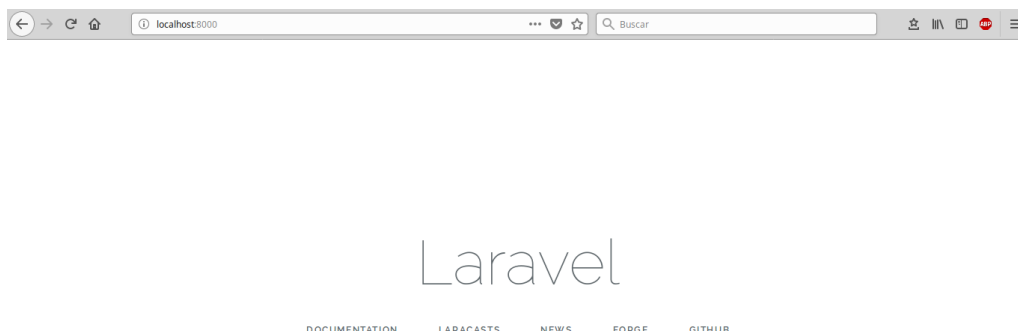 localhost:8000
Buscar
ABP
Laravel
DOCUMENTATION LARACASTS NEWS FORGE GITHUB